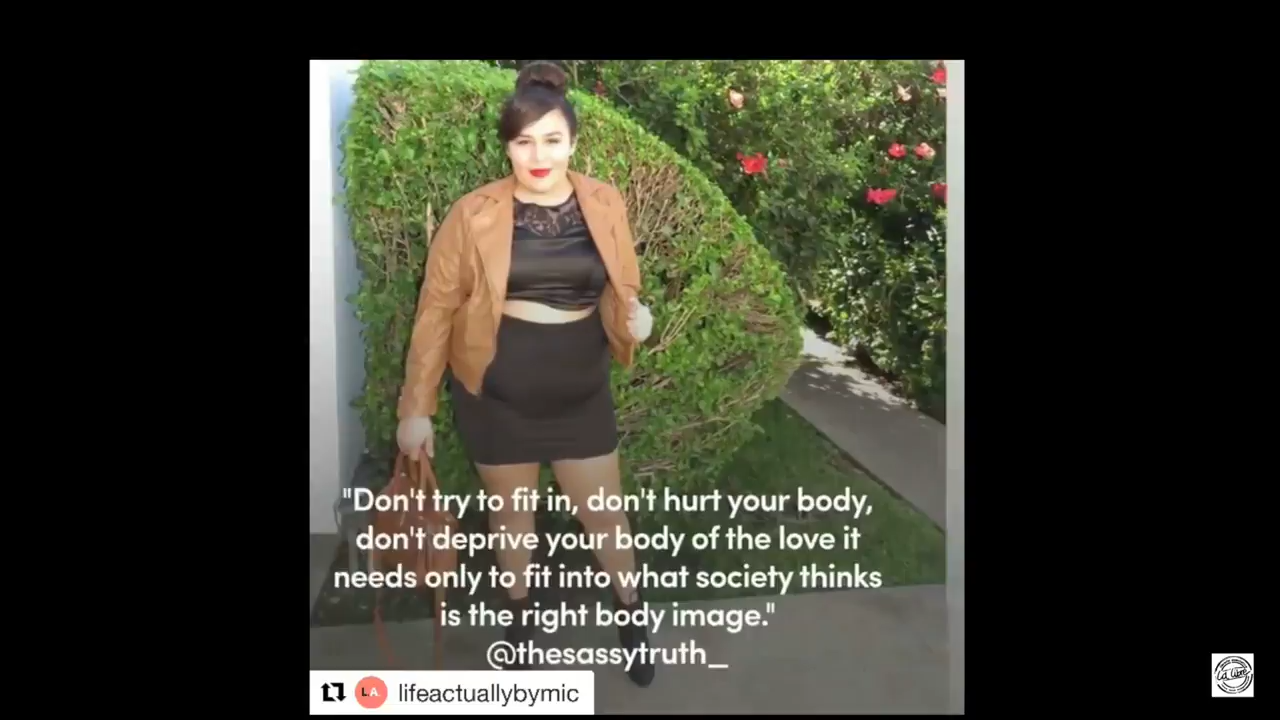 "Don't try to fit in, don't hurt your body,
don't deprive your body of the love it
needs only to fit into what society thinks
is the right body image."
@thesassytruth_
L.A.
lifeactuallybymic